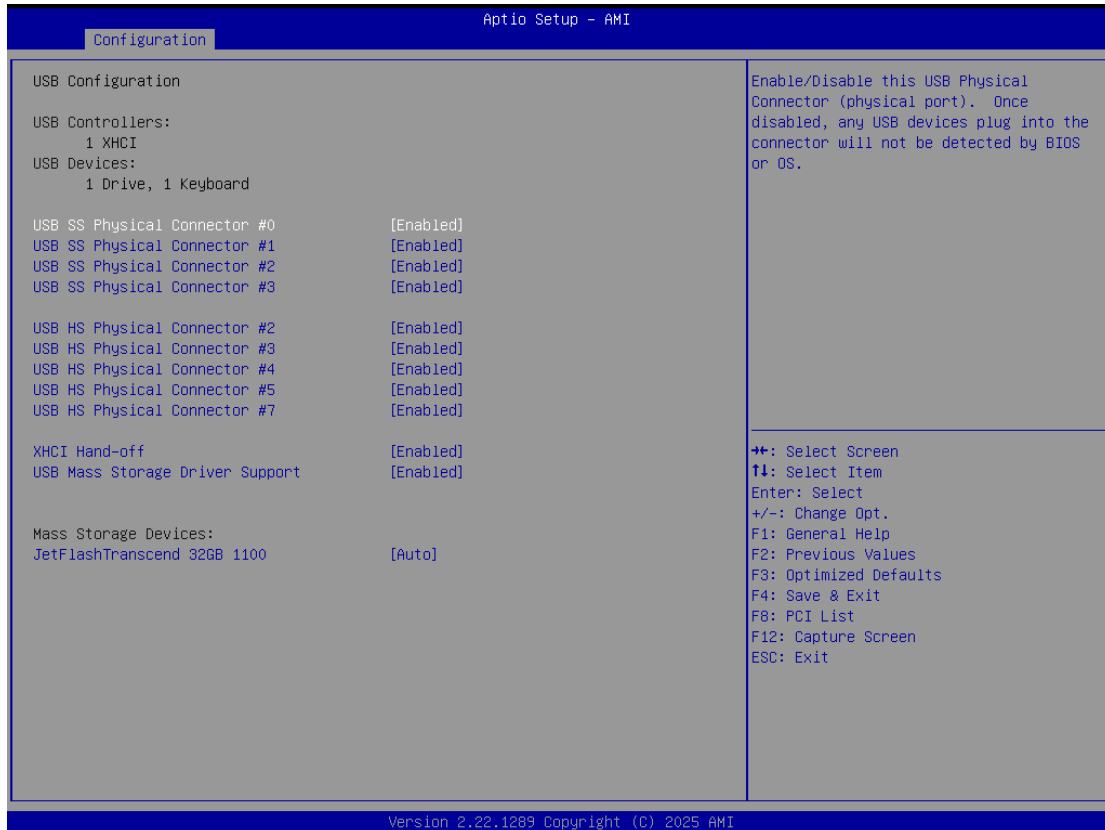 Aptio Setup – AMI
Configuration
USB Configuration
USB Controllers:
1 XHCI
USB Devices:
1 Drive, 1 Keyboard
USB SS Physical Connector #0 [Enabled]
USB SS Physical Connector #1 [Enabled]
USB SS Physical Connector #2 [Enabled]
USB SS Physical Connector #3 [Enabled]
USB HS Physical Connector #2 [Enabled]
USB HS Physical Connector #3 [Enabled]
USB HS Physical Connector #4 [Enabled]
USB HS Physical Connector #5 [Enabled]
USB HS Physical Connector #7 [Enabled]
XHCI Hand-off [Enabled]
USB Mass Storage Driver Support [Enabled]
Mass Storage Devices:
JetFlashTranscend 32GB 1100 [Auto]
Enable/Disable this USB Physical
Connector (physical port). Once
disabled, any USB devices plug into the
connector will not be detected by BIOS
or OS.
→←: Select Screen
↑↓: Select Item
Enter: Select
+/-: Change Opt.
F1: General Help
F2: Previous Values
F3: Optimized Defaults
F4: Save & Exit
F8: PCI List
F12: Capture Screen
ESC: Exit
Version 2.22.1289 Copyright (C) 2025 AMI